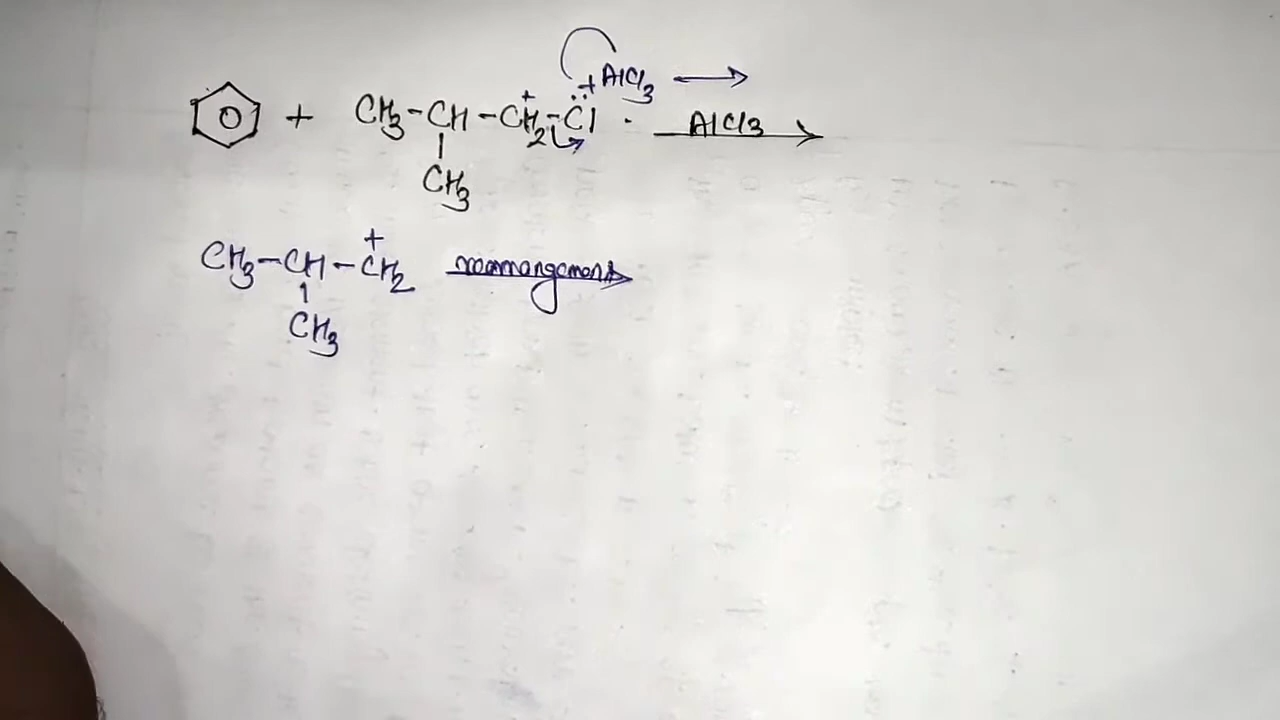 + AlCl3 →
+ CH3-CH-CH2-Cl · AlCl3 →
+
CH3
+
CH3-CH-CH2 rearrangement →
CH3